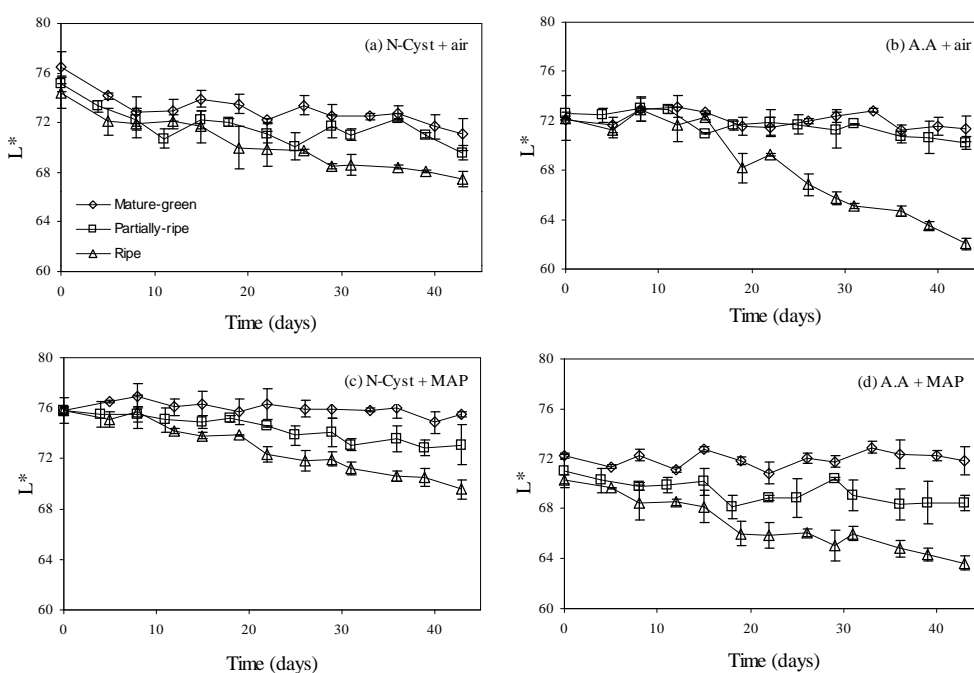 80
76
72
68
64
60
L*
(a) N-Cyst + air
Mature-green
Partially-ripe
Ripe
0 10 20 30 40
Time (days)
80
76
72
68
64
60
L*
(b) A.A + air
0 10 20 30 40
Time (days)
80
76
72
68
64
60
L*
(c) N-Cyst + MAP
0 10 20 30 40
Time (days)
80
76
72
68
64
60
L*
(d) A.A + MAP
0 10 20 30 40
Time (days)